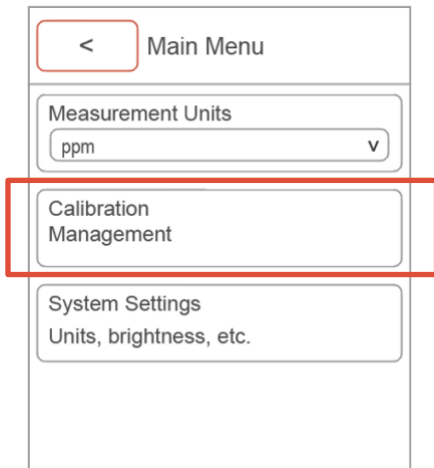 < Main Menu
Measurement Units
ppm v
Calibration
Management
System Settings
Units, brightness, etc.